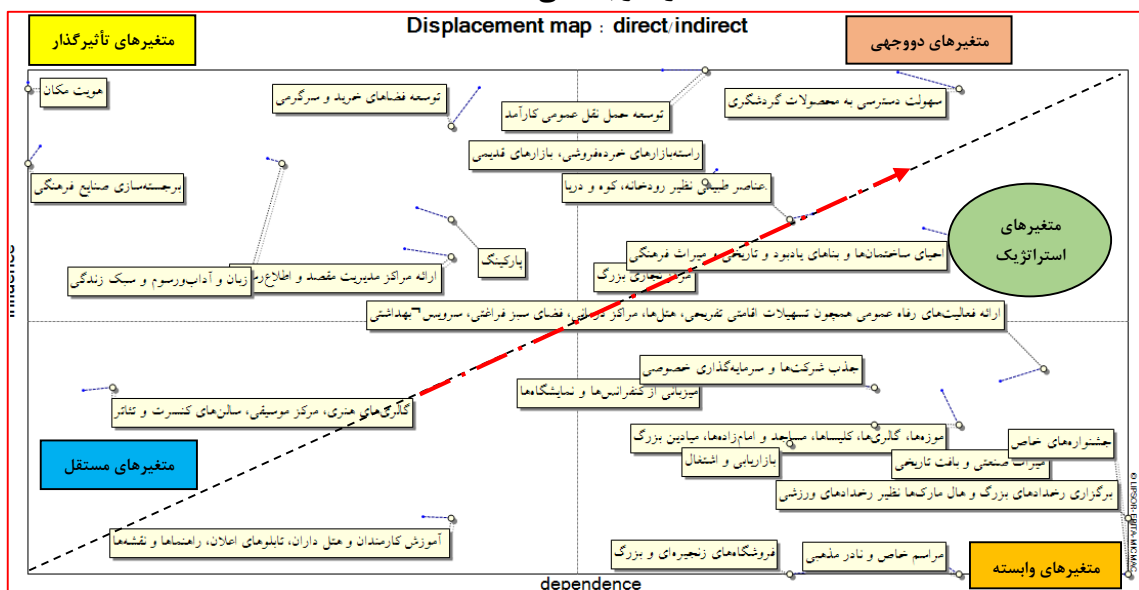 Displacement map : direct/indirect
متغیرهای تأثیرگذار
متغیرهای دووجهی
هویت مکان
توسعه فضاهای خرید و سرگرمی
توسعه حمل نقل عمومی کارآمد
سهولت دسترسی به محصولات گردشگری
راسته‌بازارهای خرده‌فروشی، بازارهای قدیمی
برجسته‌سازی صنایع فرهنگی
عناصر طبیعی نظیر رودخانه، کوه و دریا
متغیرهای
استراتژیک
احیای ساختمان‌ها و بناهای یادبود و تاریخی و میراث فرهنگی
پارکینگ
مراکز تجاری بزرگ
ارائه مراکز مدیریت مقصد و
زبان و آداب‌ورسوم و سبک زندگی
ارائه فعالیت‌های رفاه عمومی همچون تسهیلات اقامتی تفریحی، هتل‌ها، مراکز درمانی، فضای سبز فراغتی، سرویس¬بهداشتی
جذب شرکت‌ها و سرمایه‌گذاری خصوصی
میزبانی از کنفرانس‌ها و نمایشگاه‌ها
گالری‌های هنری، مرکز موسیقی، سالن‌های کنسرت و تئاتر
موزه‌ها، گالری‌ها، کلیساها، مساجد و امام‌زاده‌ها، میادین بزرگ
جشنواره‌های خاص
متغیرهای مستقل
بازاریابی و اشتغال
میراث صنعتی و بافت تاریخی
برگزاری رخدادهای بزرگ و هال مارک‌ها نظیر رخدادهای ورزشی
آموزش کارمندان و هتل داران، تابلوهای اعلان، راهنماها و نقشه‌ها
فروشگاه‌های زنجیره‌ای و بزرگ
مراسم خاص و نادر مذهبی
متغیرهای وابسته
dependence
© LIPSOR-EPITA-MICMAC